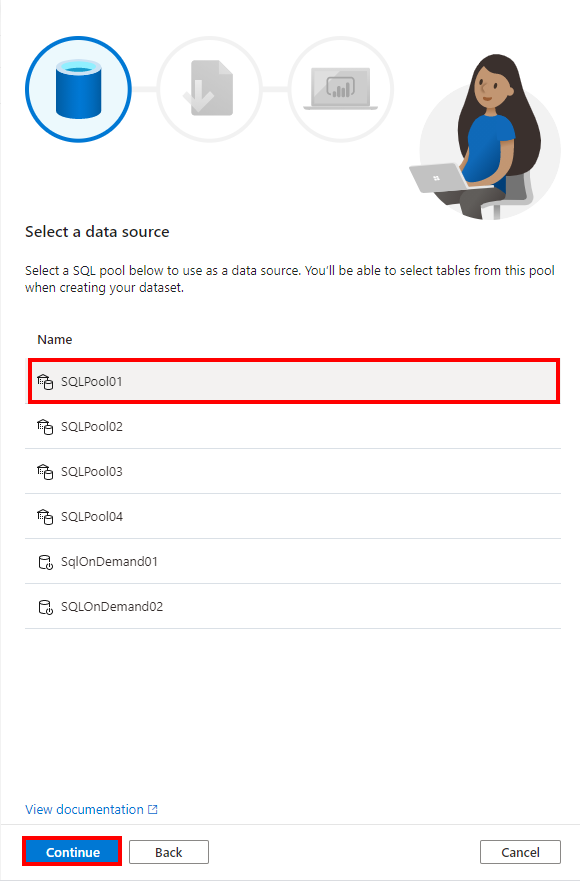 Select a data source
Select a SQL pool below to use as a data source. You'll be able to select tables from this pool
when creating your dataset.
Name
SQLPool01
SQLPool02
SQLPool03
SQLPool04
SqlOnDemand01
SQLOnDemand02
View documentation
Continue
Back
Cancel